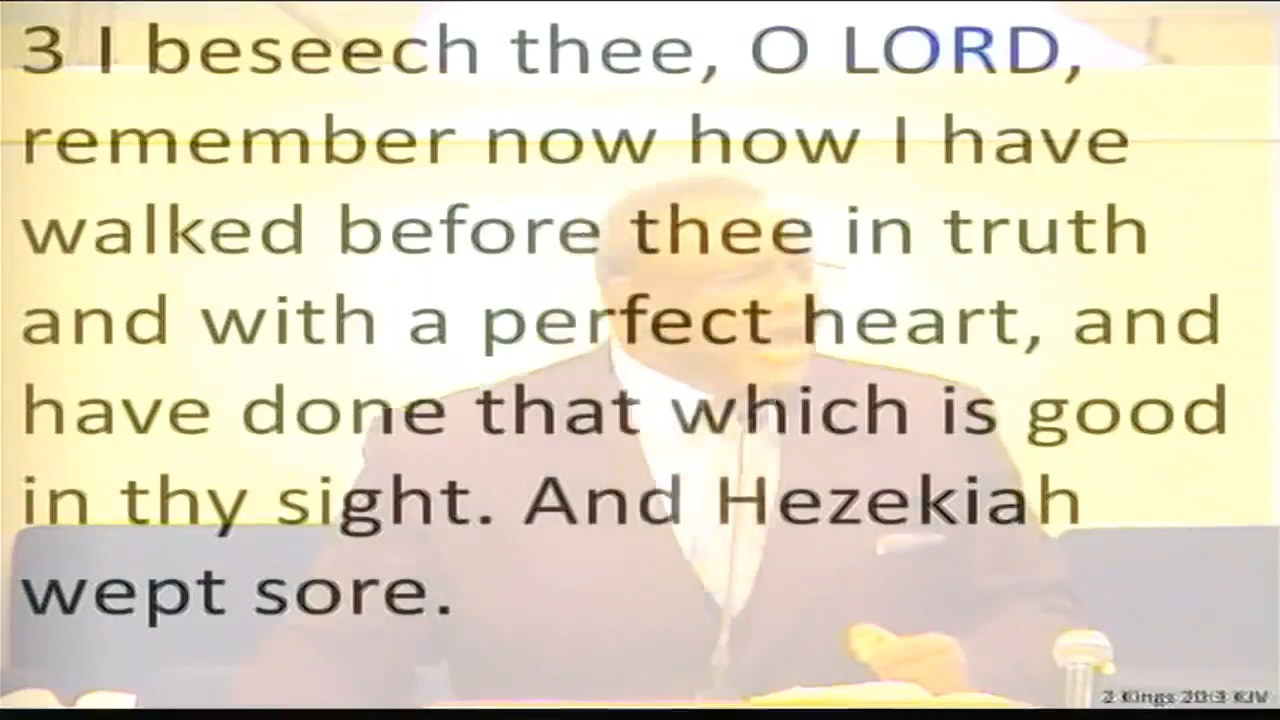 3 I beseech thee, O LORD,
remember now how I have
walked before thee in truth
and with a perfect heart, and
have done that which is good
in thy sight. And Hezekiah
wept sore.
2 Kings 20:3 KJV